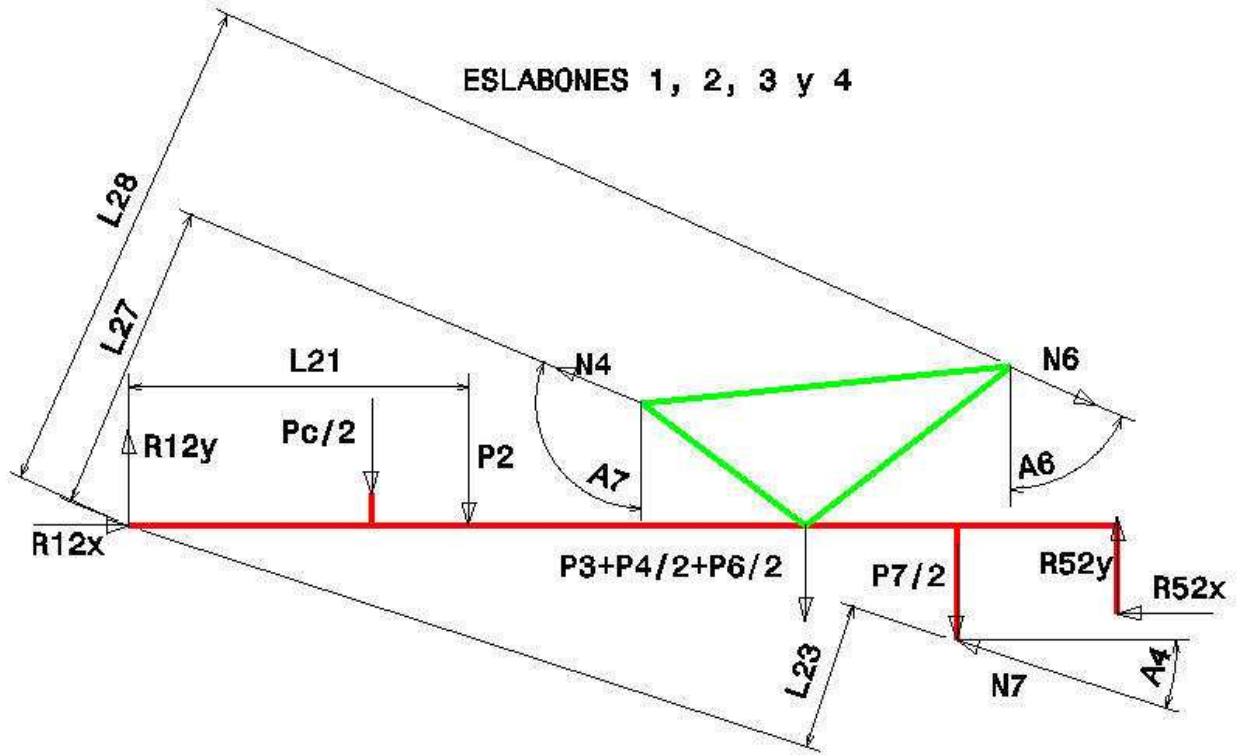 ESLABONES 1, 2, 3 y 4
L28
L27
L21
N4
N6
Pc/2
R12y
P2
A7
A6
R12x
P3+P4/2+P6/2
P7/2
R52y
R52x
L23
N7
A4